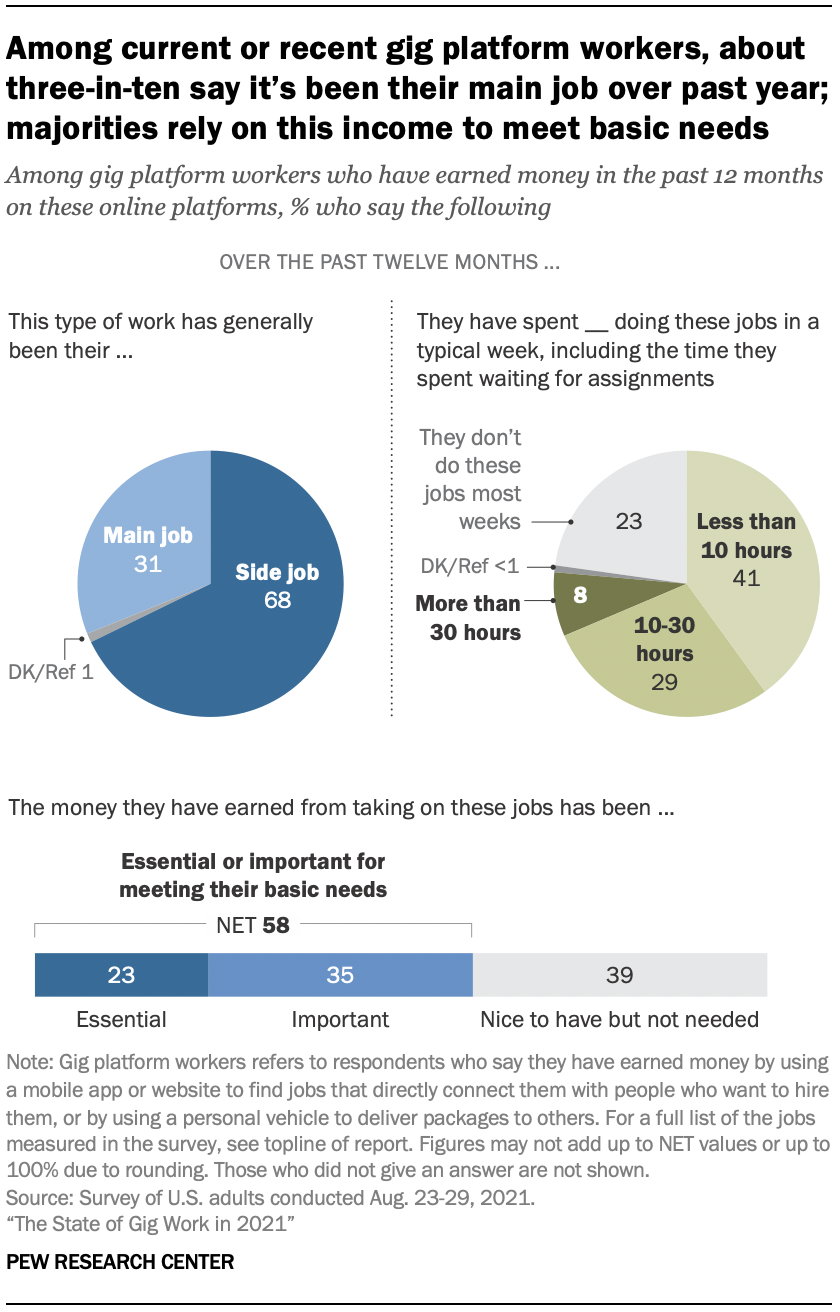 Among current or recent gig platform workers, about
three-in-ten say it’s been their main job over past year;
majorities rely on this income to meet basic needs
Among gig platform workers who have earned money in the past 12 months
on these online platforms, % who say the following
OVER THE PAST TWELVE MONTHS ...
This type of work has generally
been their ...
Main job
31
Side job
68
DK/Ref 1
They have spent __ doing these jobs in a
typical week, including the time they
spent waiting for assignments
They don’t
do these
jobs most
weeks
23
Less than
10 hours
41
DK/Ref <1
More than
30 hours
8
10-30
hours
29
The money they have earned from taking on these jobs has been ...
Essential or important for
meeting their basic needs
NET 58
23
35
39
Essential
Important
Nice to have but not needed
Note: Gig platform workers refers to respondents who say they have earned money by using
a mobile app or website to find jobs that directly connect them with people who want to hire
them, or by using a personal vehicle to deliver packages to others. For a full list of the jobs
measured in the survey, see topline of report. Figures may not add up to NET values or up to
100% due to rounding. Those who did not give an answer are not shown.
Source: Survey of U.S. adults conducted Aug. 23-29, 2021.
“The State of Gig Work in 2021”
PEW RESEARCH CENTER